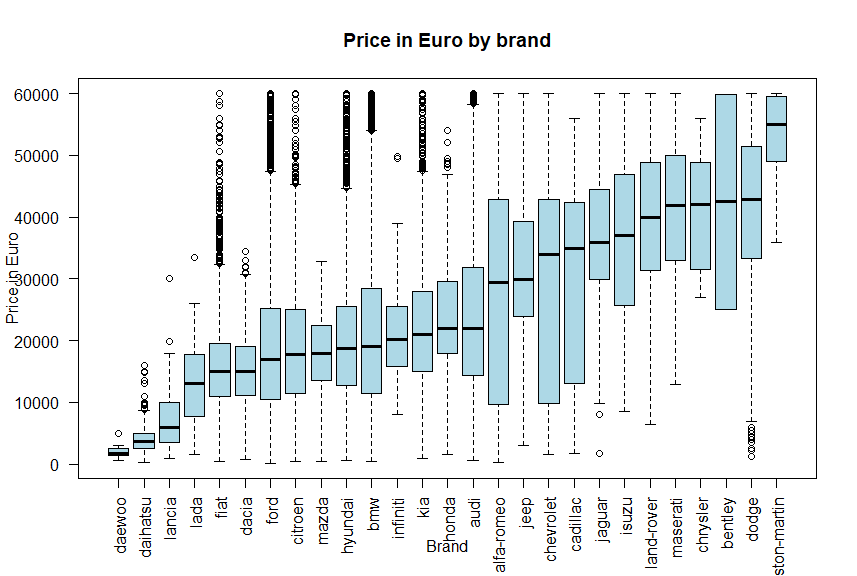 Price in Euro by brand
Price in Euro
60000
50000
40000
30000
20000
10000
0
daewoo
daihatsu
lancia
lada
fiat
dacia
ford
citroen
mazda
hyundai
bmw
infiniti
kia
honda
audi
alfa-romeo
jeep
chevrolet
cadillac
jaguar
isuzu
land-rover
maserati
chrysler
bentley
dodge
ston-martin
Brand